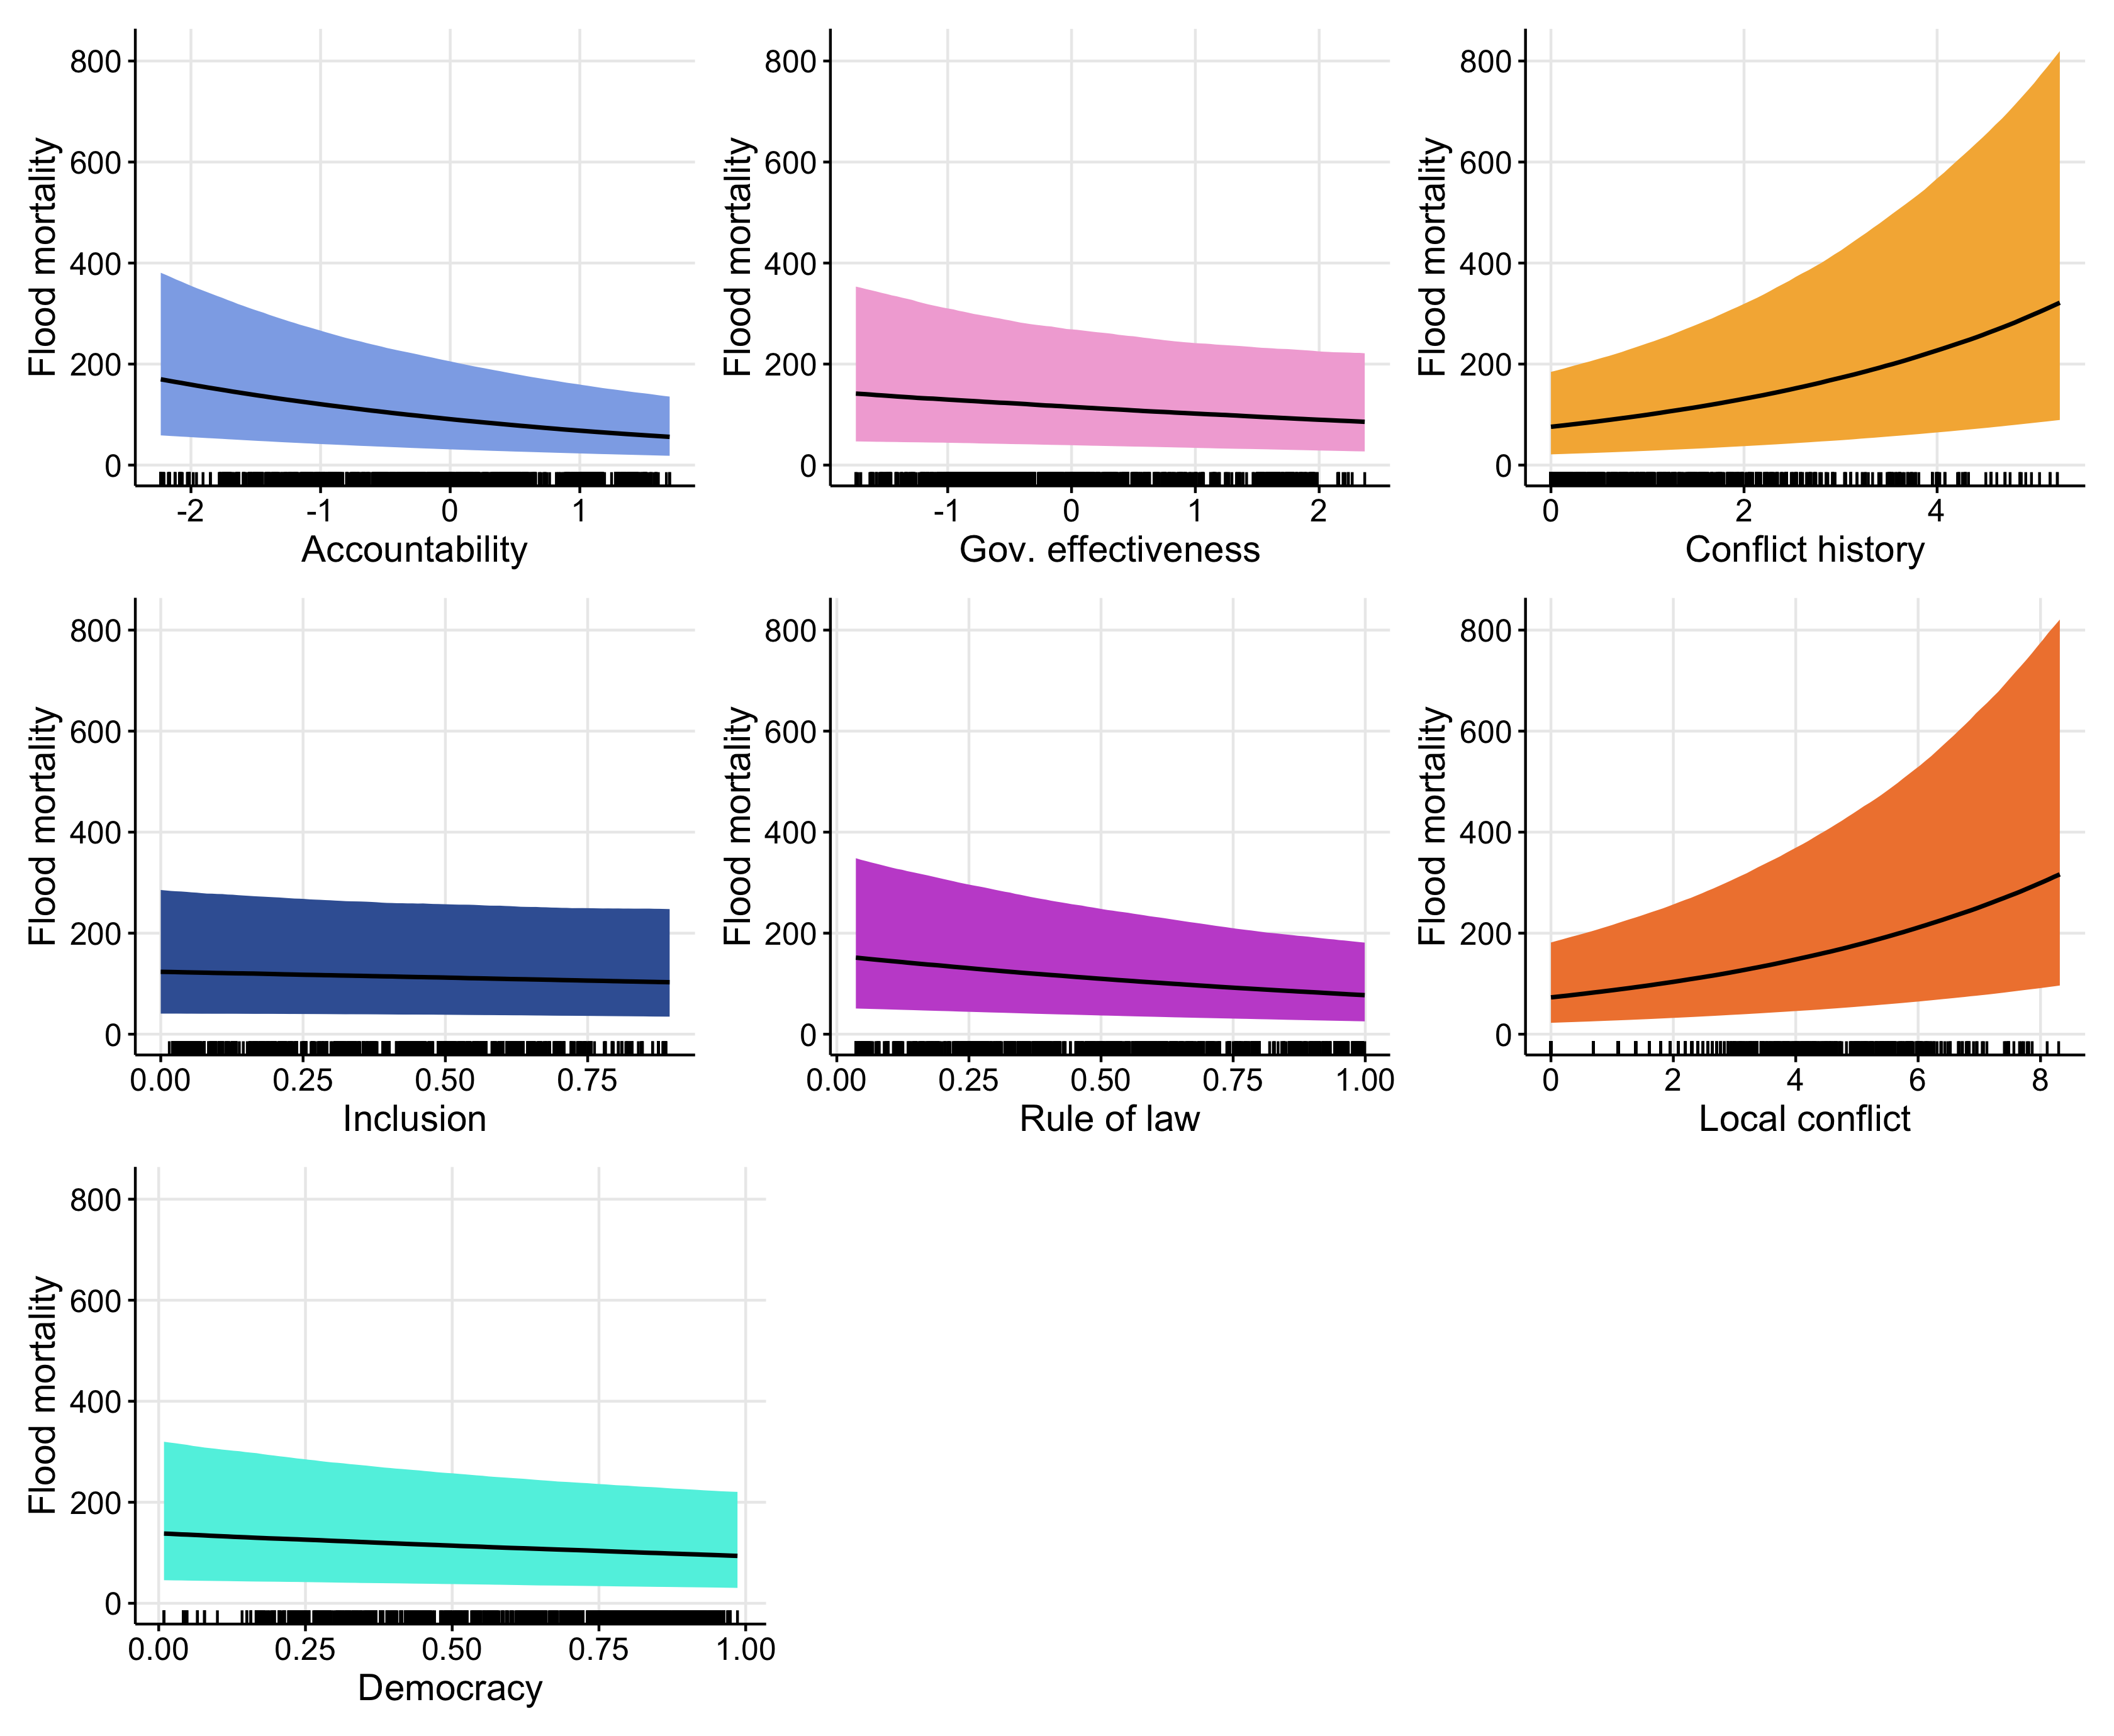 Flood mortality
800
600
400
200
0
-2 -1 0 1
Accountability
Flood mortality
800
600
400
200
0
-1 0 1 2
Gov. effectiveness
Flood mortality
800
600
400
200
0
0 2 4
Conflict history
Flood mortality
800
600
400
200
0
0.00 0.25 0.50 0.75
Inclusion
Flood mortality
800
600
400
200
0
0.00 0.25 0.50 0.75 1.00
Rule of law
Flood mortality
800
600
400
200
0
0 2 4 6 8
Local conflict
Flood mortality
800
600
400
200
0
0.00 0.25 0.50 0.75 1.00
Democracy